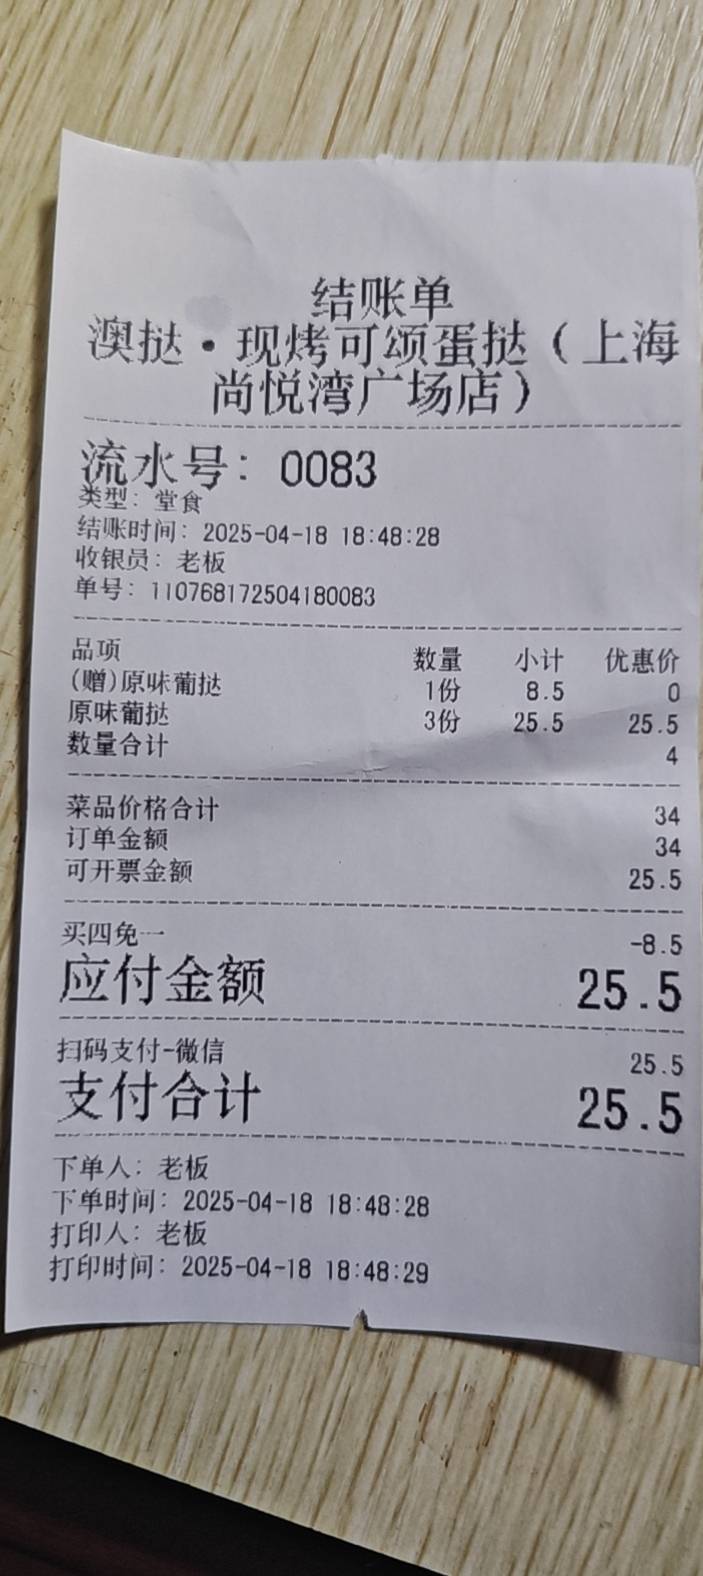 结账单
澳挞·现烤可颂蛋挞（上海
尚悦湾广场店）
流水号：0083
类型：堂食
结账时间：2025-04-18 18:48:28
收银员：老板
单号：110768172504180083
品项 数量 小计 优惠价
(赠)原味葡挞 1份 8.5 0
原味葡挞 3份 25.5 25.5
数量合计 4
菜品价格合计 34
订单金额 34
可开票金额 25.5
买四免一 -8.5
应付金额 25.5
扫码支付-微信 25.5
支付合计 25.5
下单人：老板
下单时间：2025-04-18 18:48:28
打印人：老板
打印时间：2025-04-18 18:48:29